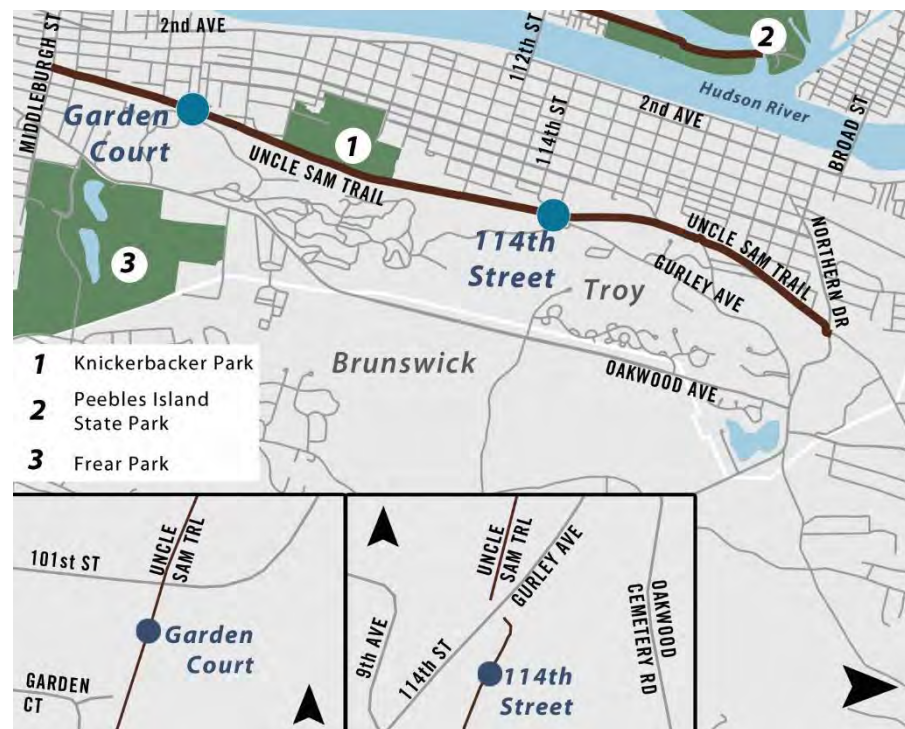 MIDDLEBURGH ST
2nd AVE
112th ST
2
Hudson River
Garden
Court
1
2nd AVE
BROAD ST
114th ST
UNCLE SAM TRAIL
UNCLE SAM TRAIL
NORTHERN DR
3
114th
Street
GURLEY AVE
Troy
Brunswick
OAKWOOD AVE
1 Knickerbacker Park
2 Peebles Island
State Park
3 Frear Park
101st ST
UNCLE
SAM TRL
Garden
Court
GARDEN
CT
UNCLE
SAM TRL
GURLEY AVE
9th AVE
114th ST
OAKWOOD
CEMETERY RD
114th
Street